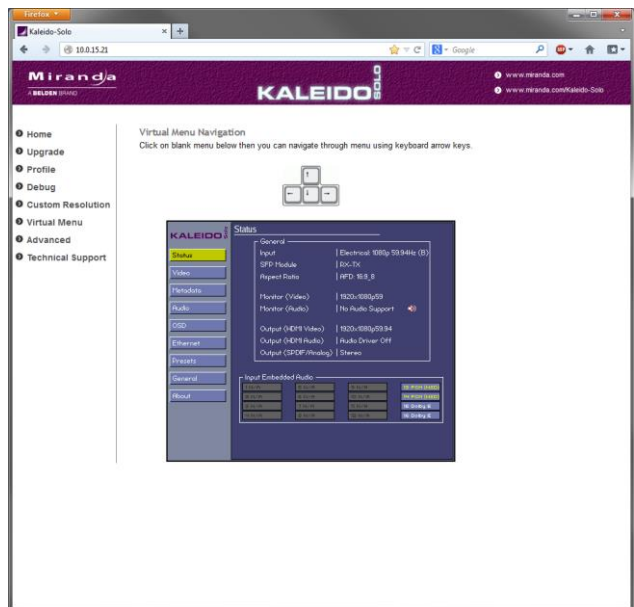 Firefox
Kaleido-Solo
10.0.15.21
Google
Miranda
A BELDEN BRAND
KALEIDO SOLO
www.miranda.com
www.miranda.com/Kaleido-Solo
Home
Upgrade
Profile
Debug
Custom Resolution
Virtual Menu
Advanced
Technical Support
Virtual Menu Navigation
Click on blank menu below then you can navigate through menu using keyboard arrow keys.
KALEIDO SOLO
Status
Video
Metadata
Audio
OSD
Ethernet
Presets
General
About
Status
General
Input | Electrical: 1080p 59.94Hz (B)
SFP Module | RX-TX
Aspect Ratio | AFD: 16:9_8
Monitor (Video) | 1920x1080p59
Monitor (Audio) | No Audio Support
Output (HDMI Video) | 1920x1080p59.94
Output (HDMI Audio) | Audio Driver Off
Output (SPDIF/Analog) | Stereo
Input Embedded Audio
15: Dolby E
16: Dolby E